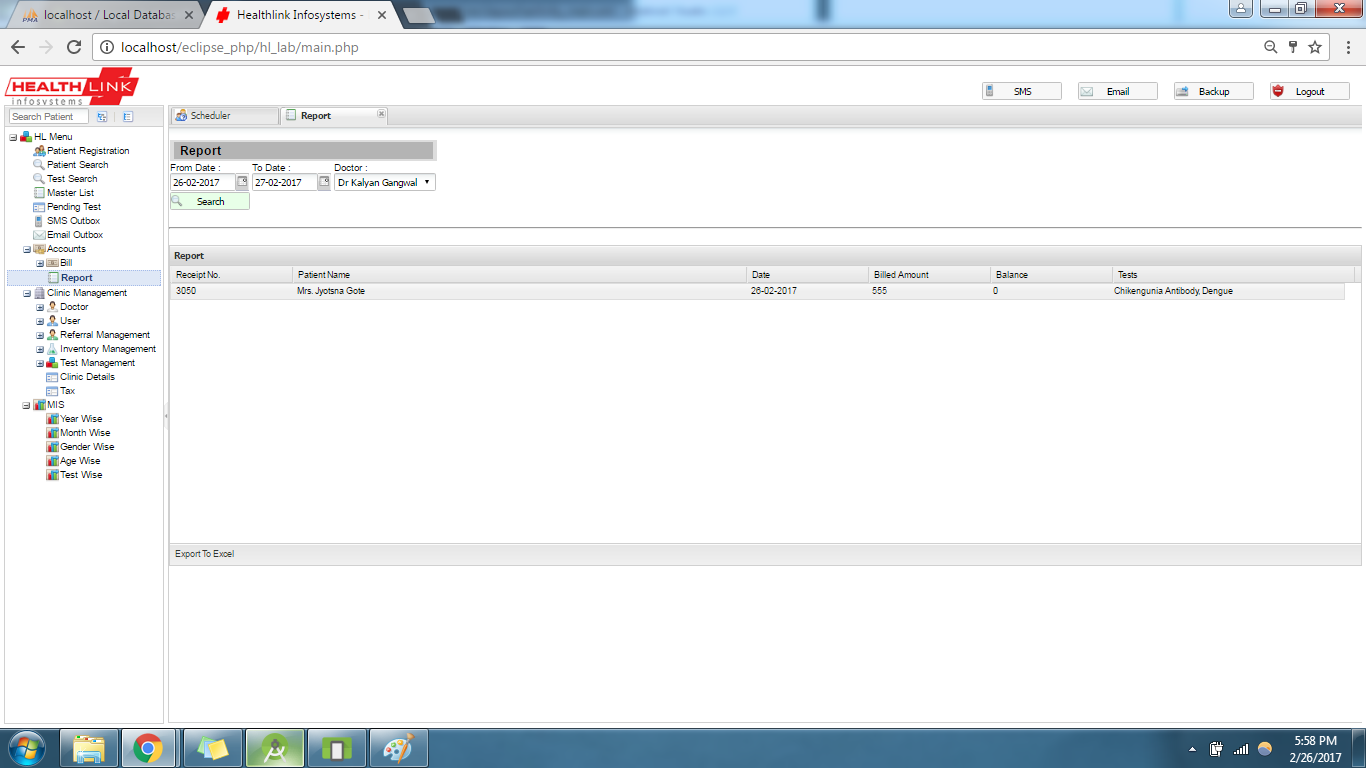 localhost / Local Databas
Healthlink Infosystems -
localhost/eclipse_php/hl_lab/main.php
HEALTH LINK
infosystems
SMS
Email
Backup
Logout
Search Patient
Scheduler
Report
HL Menu
Patient Registration
Patient Search
Test Search
Master List
Pending Test
SMS Outbox
Email Outbox
Accounts
Bill
Report
Clinic Management
Doctor
User
Referral Management
Inventory Management
Test Management
Clinic Details
Tax
MIS
Year Wise
Month Wise
Gender Wise
Age Wise
Test Wise
Report
From Date : To Date : Doctor :
26-02-2017 27-02-2017 Dr Kalyan Gangwal
Search
Report
Receipt No. Patient Name Date Billed Amount Balance Tests
3050 Mrs. Jyotsna Gote 26-02-2017 555 0 Chikengunia Antibody, Dengue
Export To Excel
5:58 PM
2/26/2017